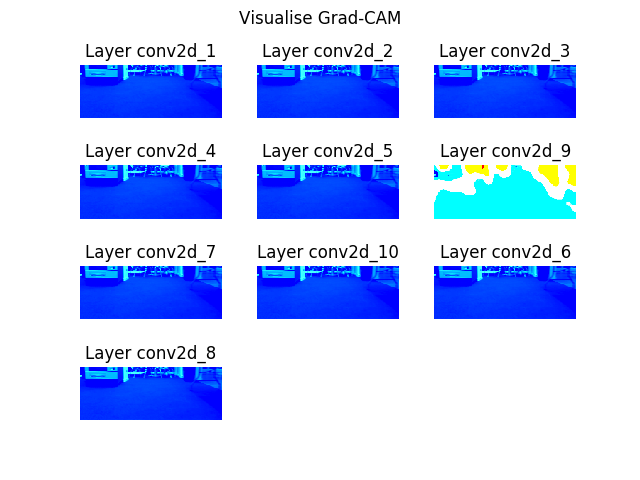 Visualise Grad-CAM
Layer conv2d_1
Layer conv2d_2
Layer conv2d_3
Layer conv2d_4
Layer conv2d_5
Layer conv2d_9
Layer conv2d_7
Layer conv2d_10
Layer conv2d_6
Layer conv2d_8